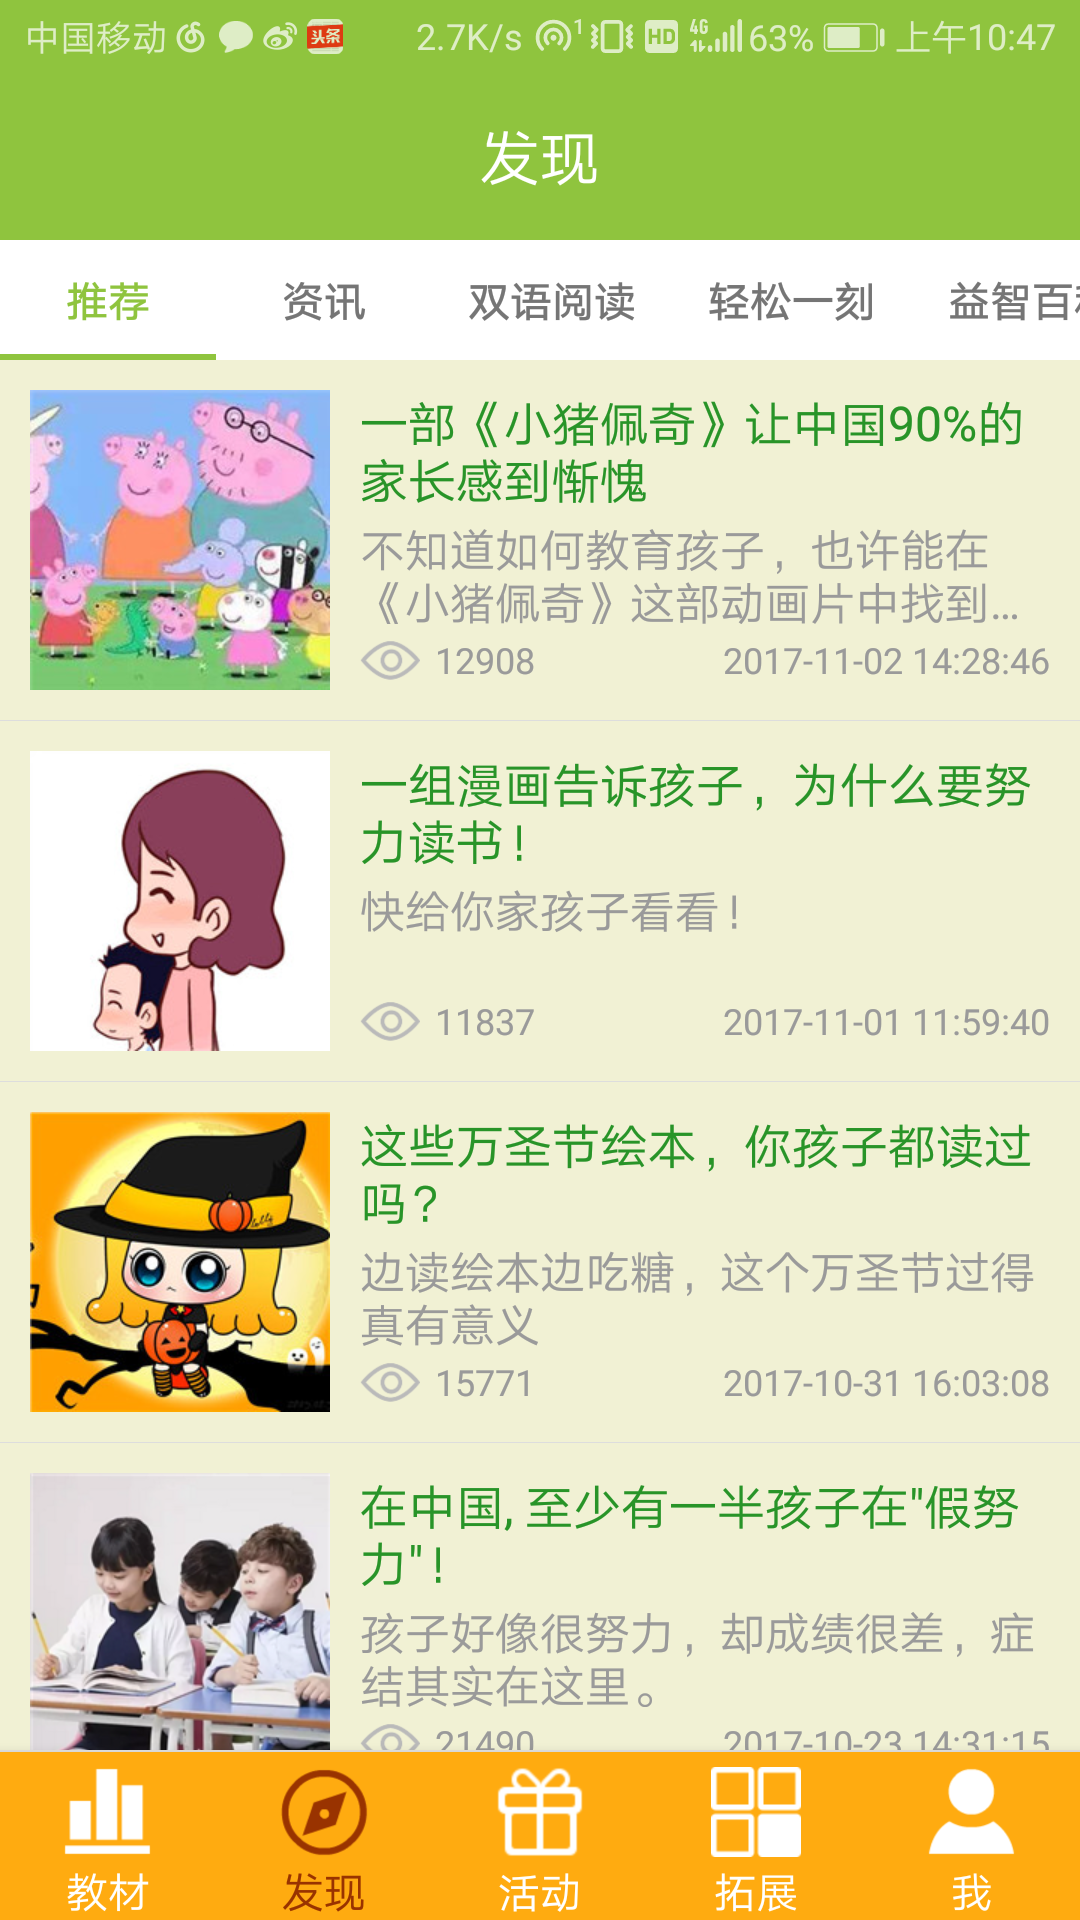 中国移动 头条 2.7K/s 1 HD 4G 63% 上午10:47
发现
推荐 资讯 双语阅读 轻松一刻 益智百
一部《小猪佩奇》让中国90%的
家长感到惭愧
不知道如何教育孩子，也许能在
《小猪佩奇》这部动画片中找到...
12908 2017-11-02 14:28:46
一组漫画告诉孩子，为什么要努
力读书！
快给你家孩子看看！
11837 2017-11-01 11:59:40
这些万圣节绘本，你孩子都读过
吗？
边读绘本边吃糖，这个万圣节过得
真有意义
15771 2017-10-31 16:03:08
在中国, 至少有一半孩子在"假努
力"！
孩子好像很努力，却成绩很差，症
结其实在这里。
21490 2017-10-23 14:31:15
教材 发现 活动 拓展 我